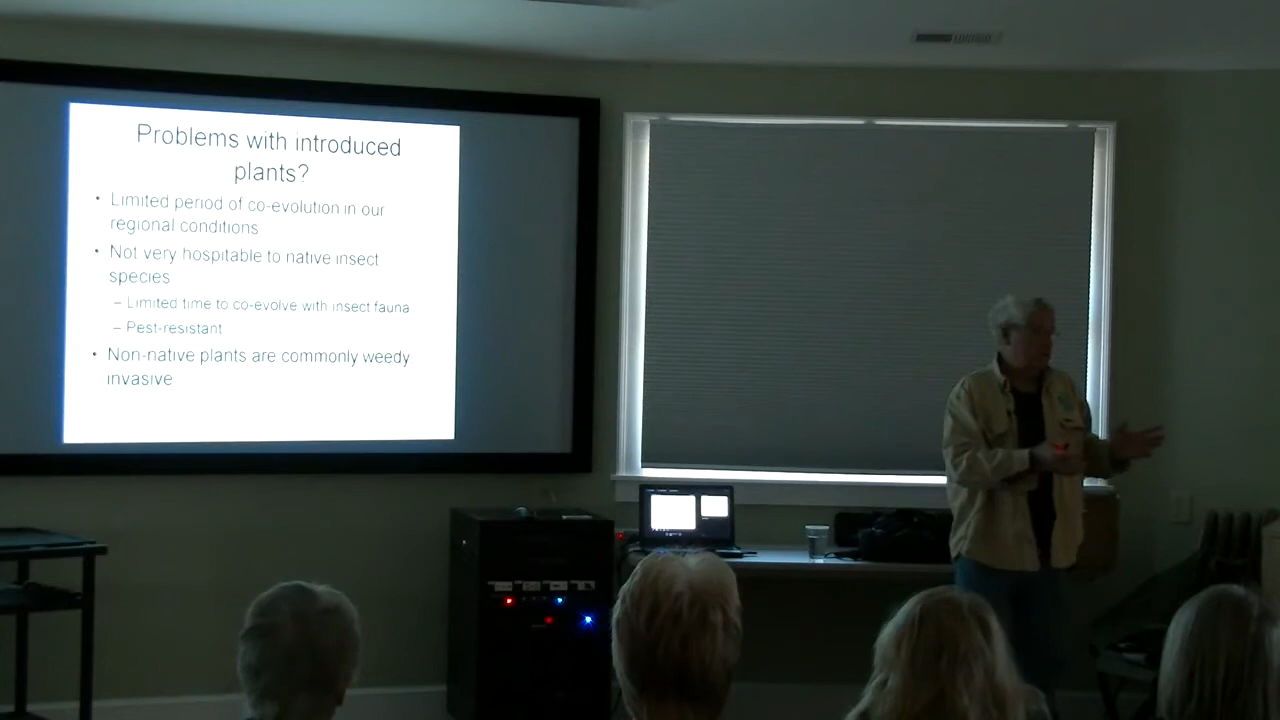 Problems with introduced
plants?
• Limited period of co-evolution in our
regional conditions
• Not very hospitable to native insect
species
– Limited time to co-evolve with insect fauna
– Pest-resistant
• Non-native plants are commonly weedy
invasive